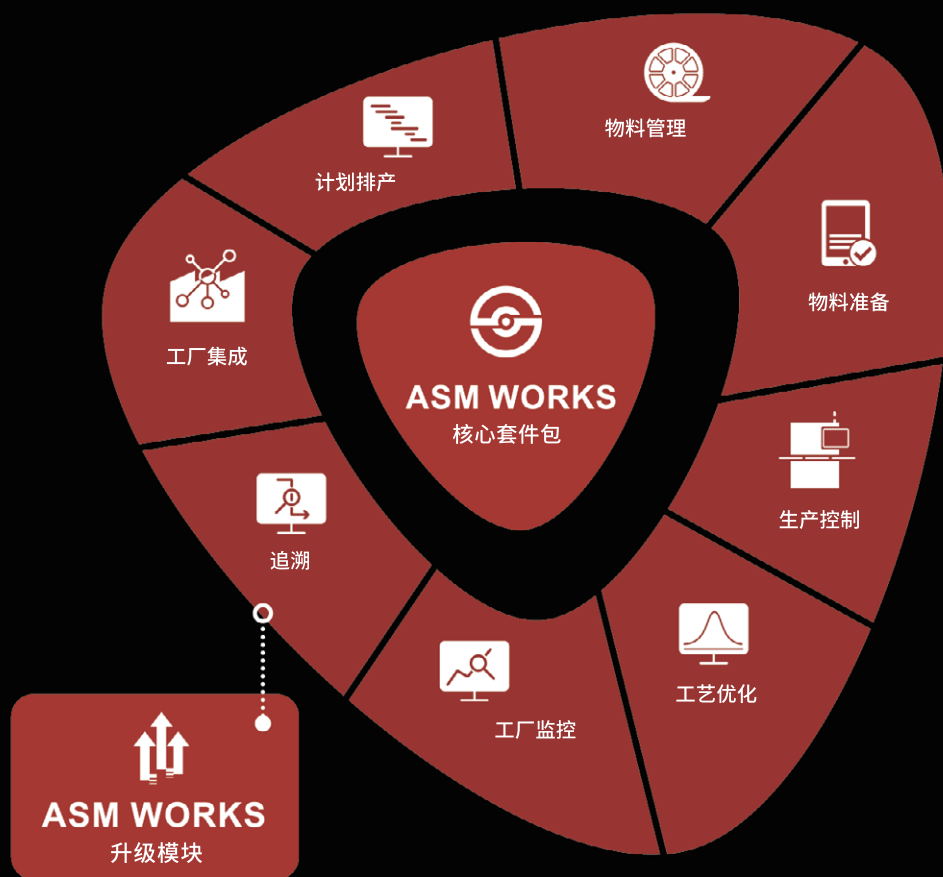 物料管理
计划排产
物料准备
工厂集成
ASM WORKS
核心套件包
生产控制
追溯
工艺优化
工厂监控
ASM WORKS
升级模块